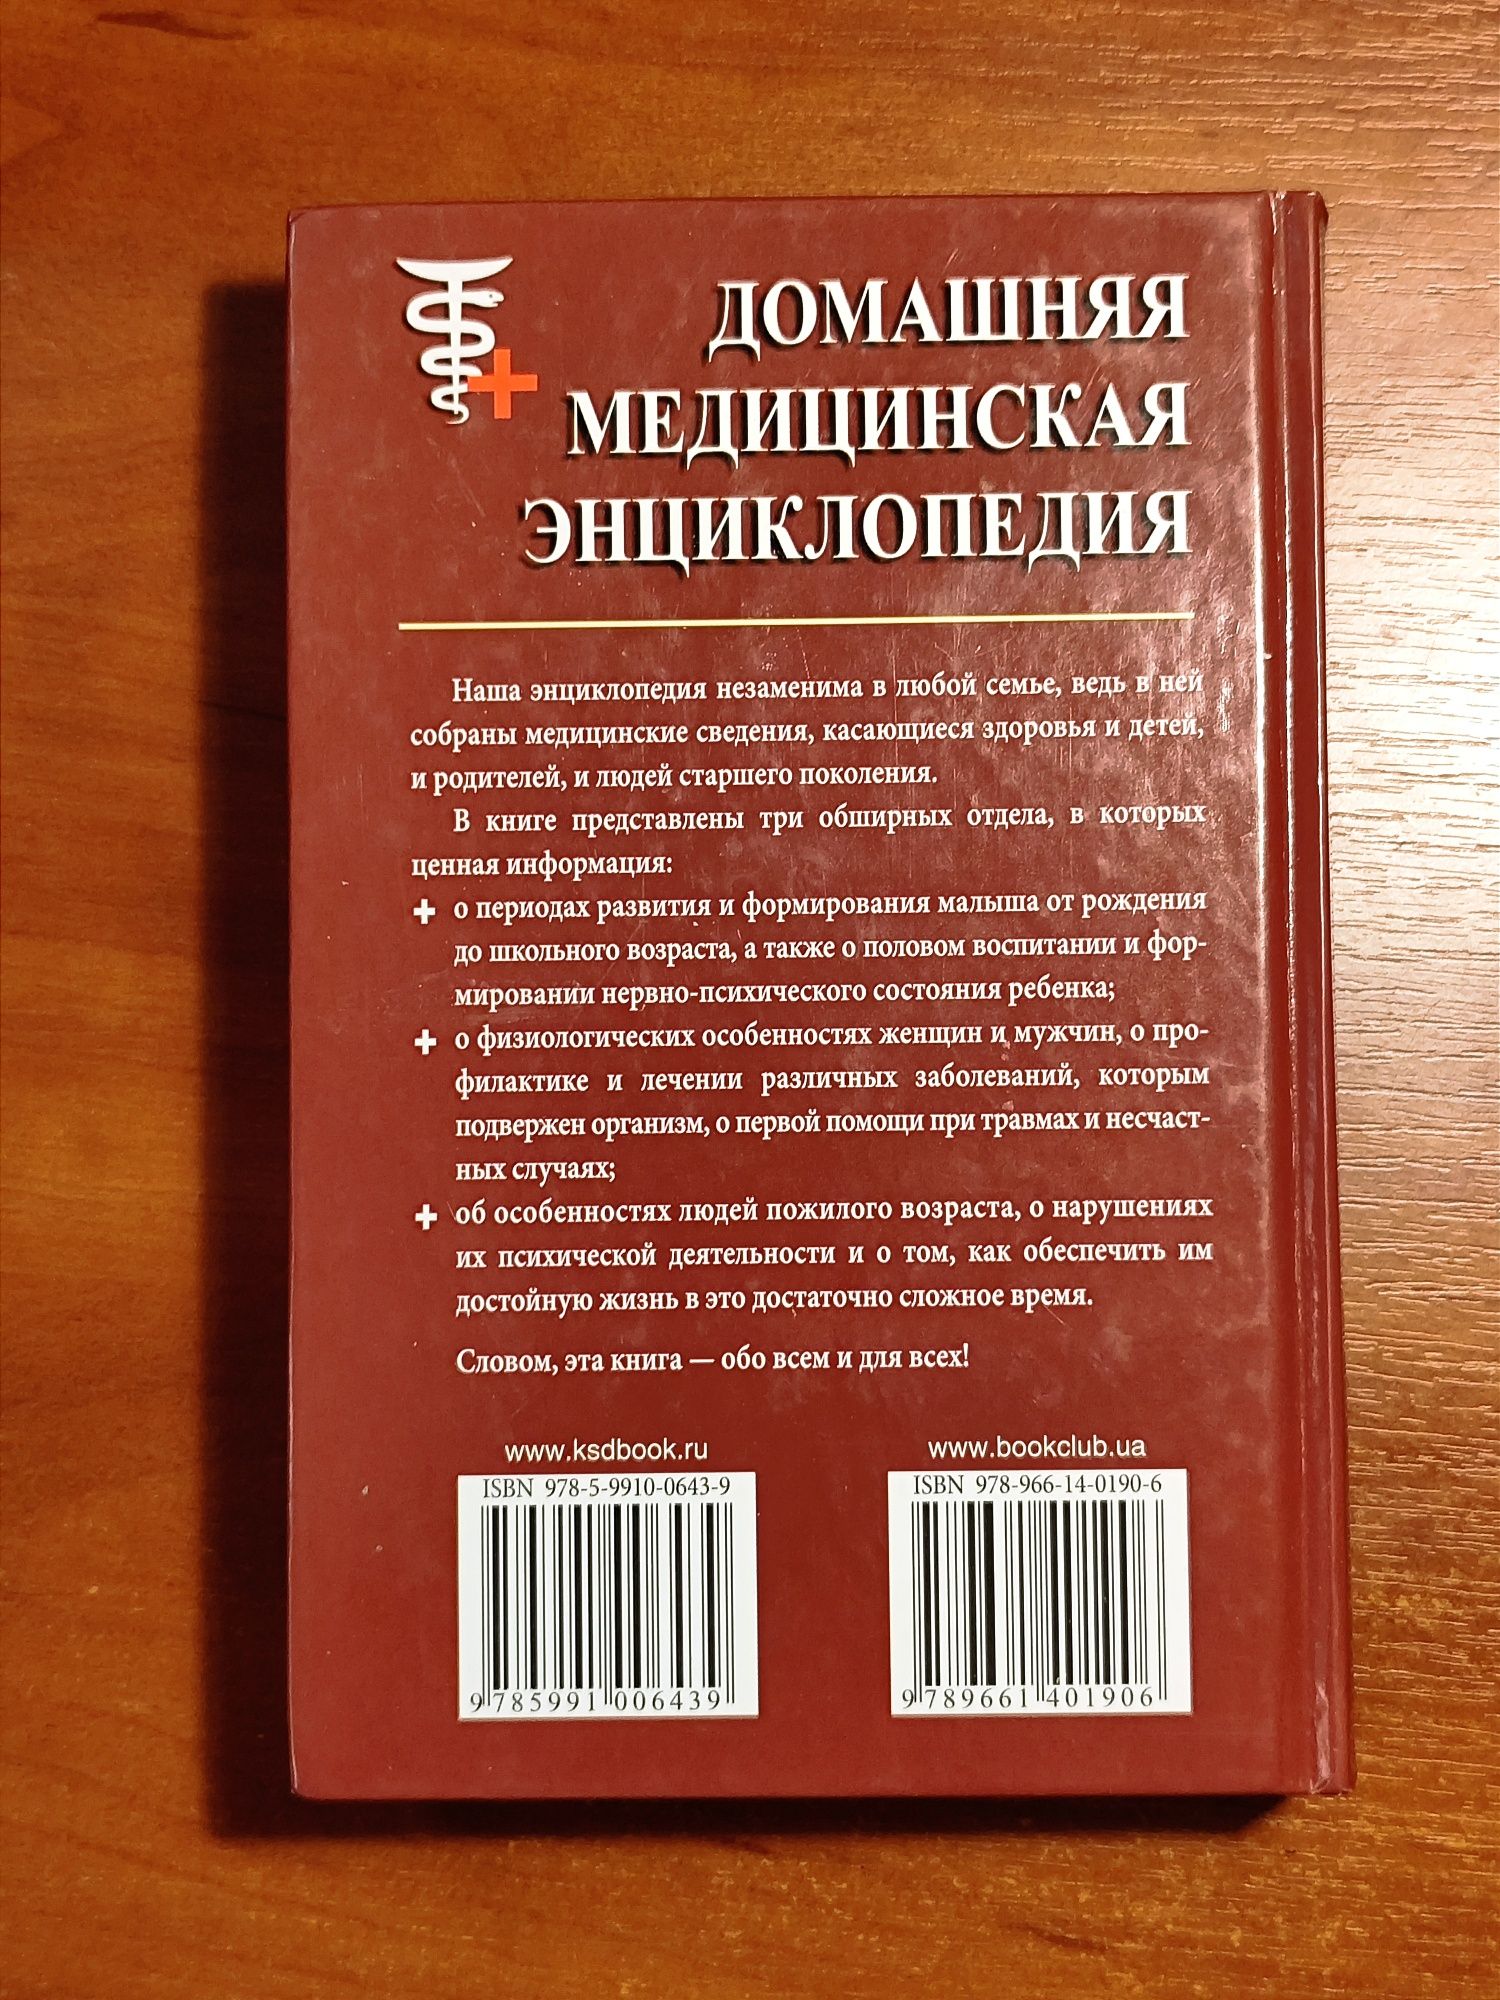 ДОМАШНЯЯ
МЕДИЦИНСКАЯ
ЭНЦИКЛОПЕДИЯ
Наша энциклопедия незаменима в любой семье, ведь в ней
собраны медицинские сведения, касающиеся здоровья и детей,
и родителей, и людей старшего поколения.
В книге представлены три обширных отдела, в которых
ценная информация:
+ о периодах развития и формирования малыша от рождения
до школьного возраста, а также о половом воспитании и фор-
мировании нервно-психического состояния ребенка;
+ о физиологических особенностях женщин и мужчин, о про-
филактике и лечении различных заболеваний, которым
подвержен организм, о первой помощи при травмах и несчаст-
ных случаях;
+ об особенностях людей пожилого возраста, о нарушениях
их психической деятельности и о том, как обеспечить им
достойную жизнь в это достаточно сложное время.
Словом, эта книга — обо всем и для всех!
www.ksdbook.ru
ISBN 978-5-9910-0643-9
9 785991 006439
www.bookclub.ua
ISBN 978-966-14-0190-6
9 789661 401906